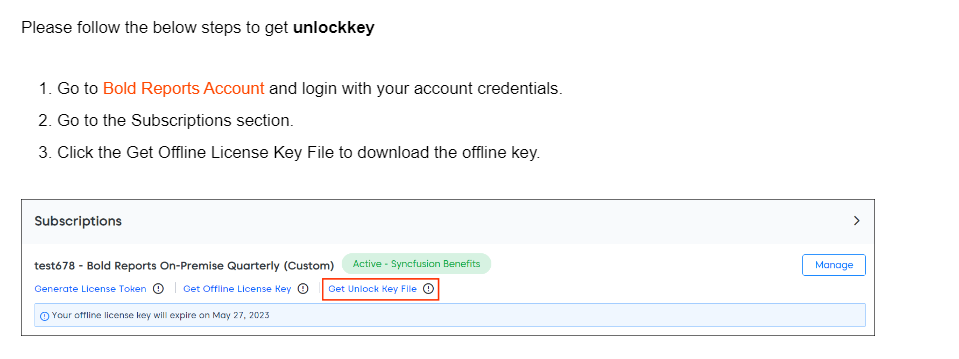 Please follow the below steps to get unlockkey
1. Go to Bold Reports Account and login with your account credentials.
2. Go to the Subscriptions section.
3. Click the Get Offline License Key File to download the offline key.
Subscriptions
test678 - Bold Reports On-Premise Quarterly (Custom) Active - Syncfusion Benefits Manage
Generate License Token Get Offline License Key Get Unlock Key File
Your offline license key will expire on May 27, 2023